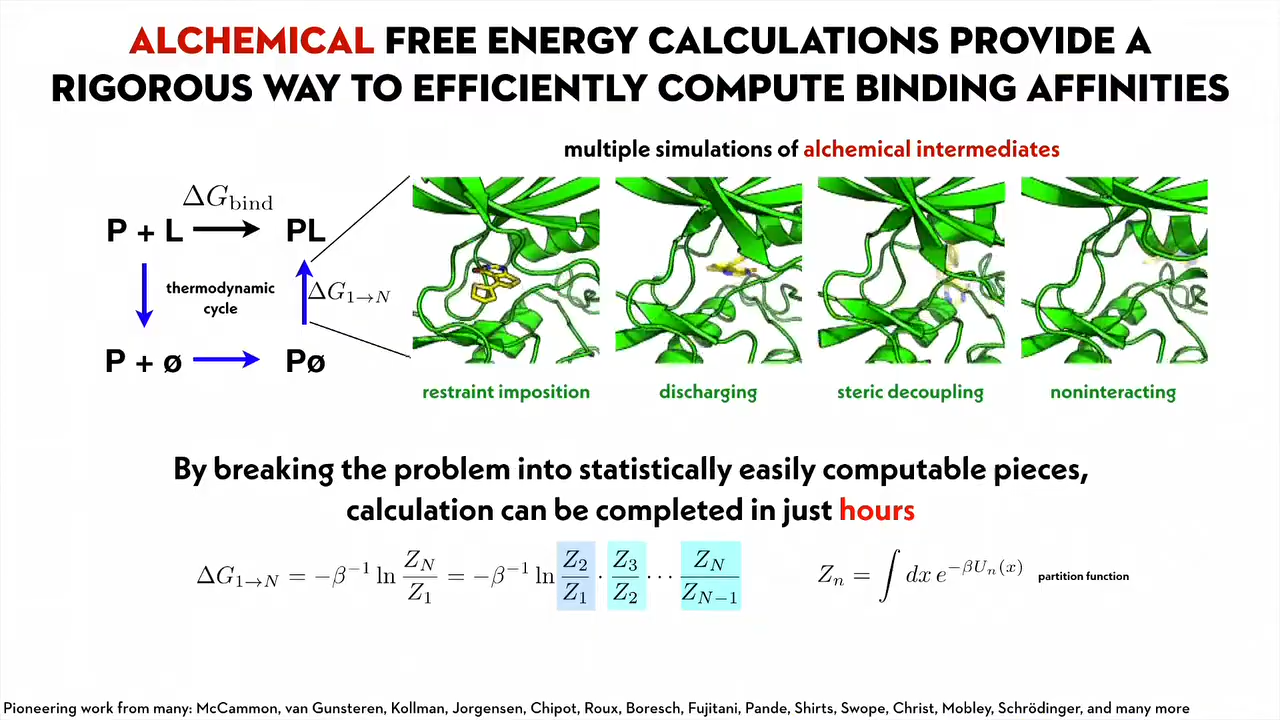 ALCHEMICAL FREE ENERGY CALCULATIONS PROVIDE A
RIGOROUS WAY TO EFFICIENTLY COMPUTE BINDING AFFINITIES
multiple simulations of alchemical intermediates
ΔG_bind
P + L PL
thermodynamic
cycle
ΔG_{1→N}
P + ø Pø
restraint imposition
discharging
steric decoupling
noninteracting
By breaking the problem into statistically easily computable pieces,
calculation can be completed in just hours
ΔG_{1→N} = −β^{−1} ln Z_N/Z_1 = −β^{−1} ln Z_2/Z_1 · Z_3/Z_2 ⋯ Z_N/Z_{N−1}
Z_n = ∫ dx e^{−βU_n(x)} partition function
Pioneering work from many: McCammon, van Gunsteren, Kollman, Jorgensen, Chipot, Roux, Boresch, Fujitani, Pande, Shirts, Swope, Christ, Mobley, Schrödinger, and many more